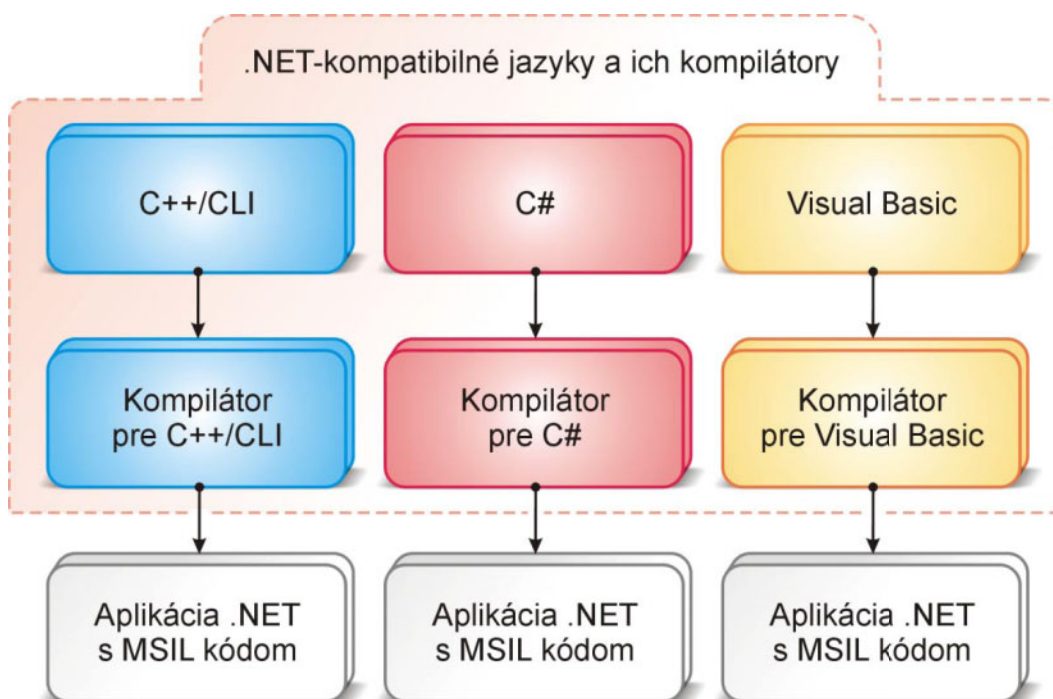 .NET-kompatibilné jazyky a ich kompilátory
C++/CLI
C#
Visual Basic
Kompilátor
pre C++/CLI
Kompilátor
pre C#
Kompilátor
pre Visual Basic
Aplikácia .NET
s MSIL kódom
Aplikácia .NET
s MSIL kódom
Aplikácia .NET
s MSIL kódom